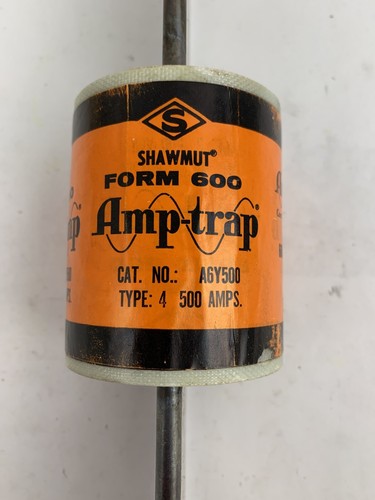 S
SHAWMUT®
FORM 600
Amp-trap®
CAT. NO.: A6Y500
TYPE: 4 500 AMPS.